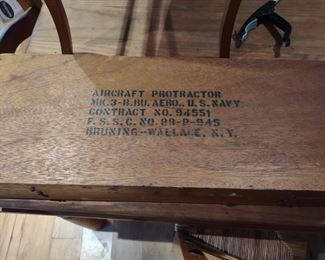 AIRCRAFT PROTRACTOR
MK.3-B.BU. AERO., U.S. NAVY
CONTRACT NO. 94551
F.S.S.C. NO. 88-P-945
BRUNING--WALLACE, N.Y.